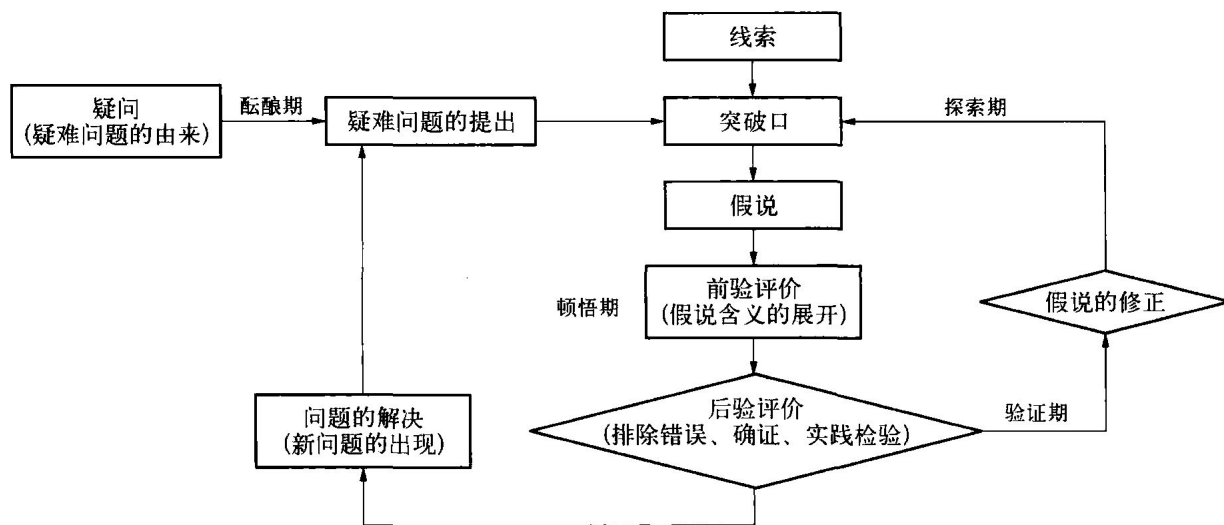 线索
疑问
(疑难问题的由来)
酝酿期
疑难问题的提出
突破口
探索期
假说
顿悟期
前验评价
(假说含义的展开)
假说的修正
问题的解决
(新问题的出现)
后验评价
(排除错误、确证、实践检验)
验证期